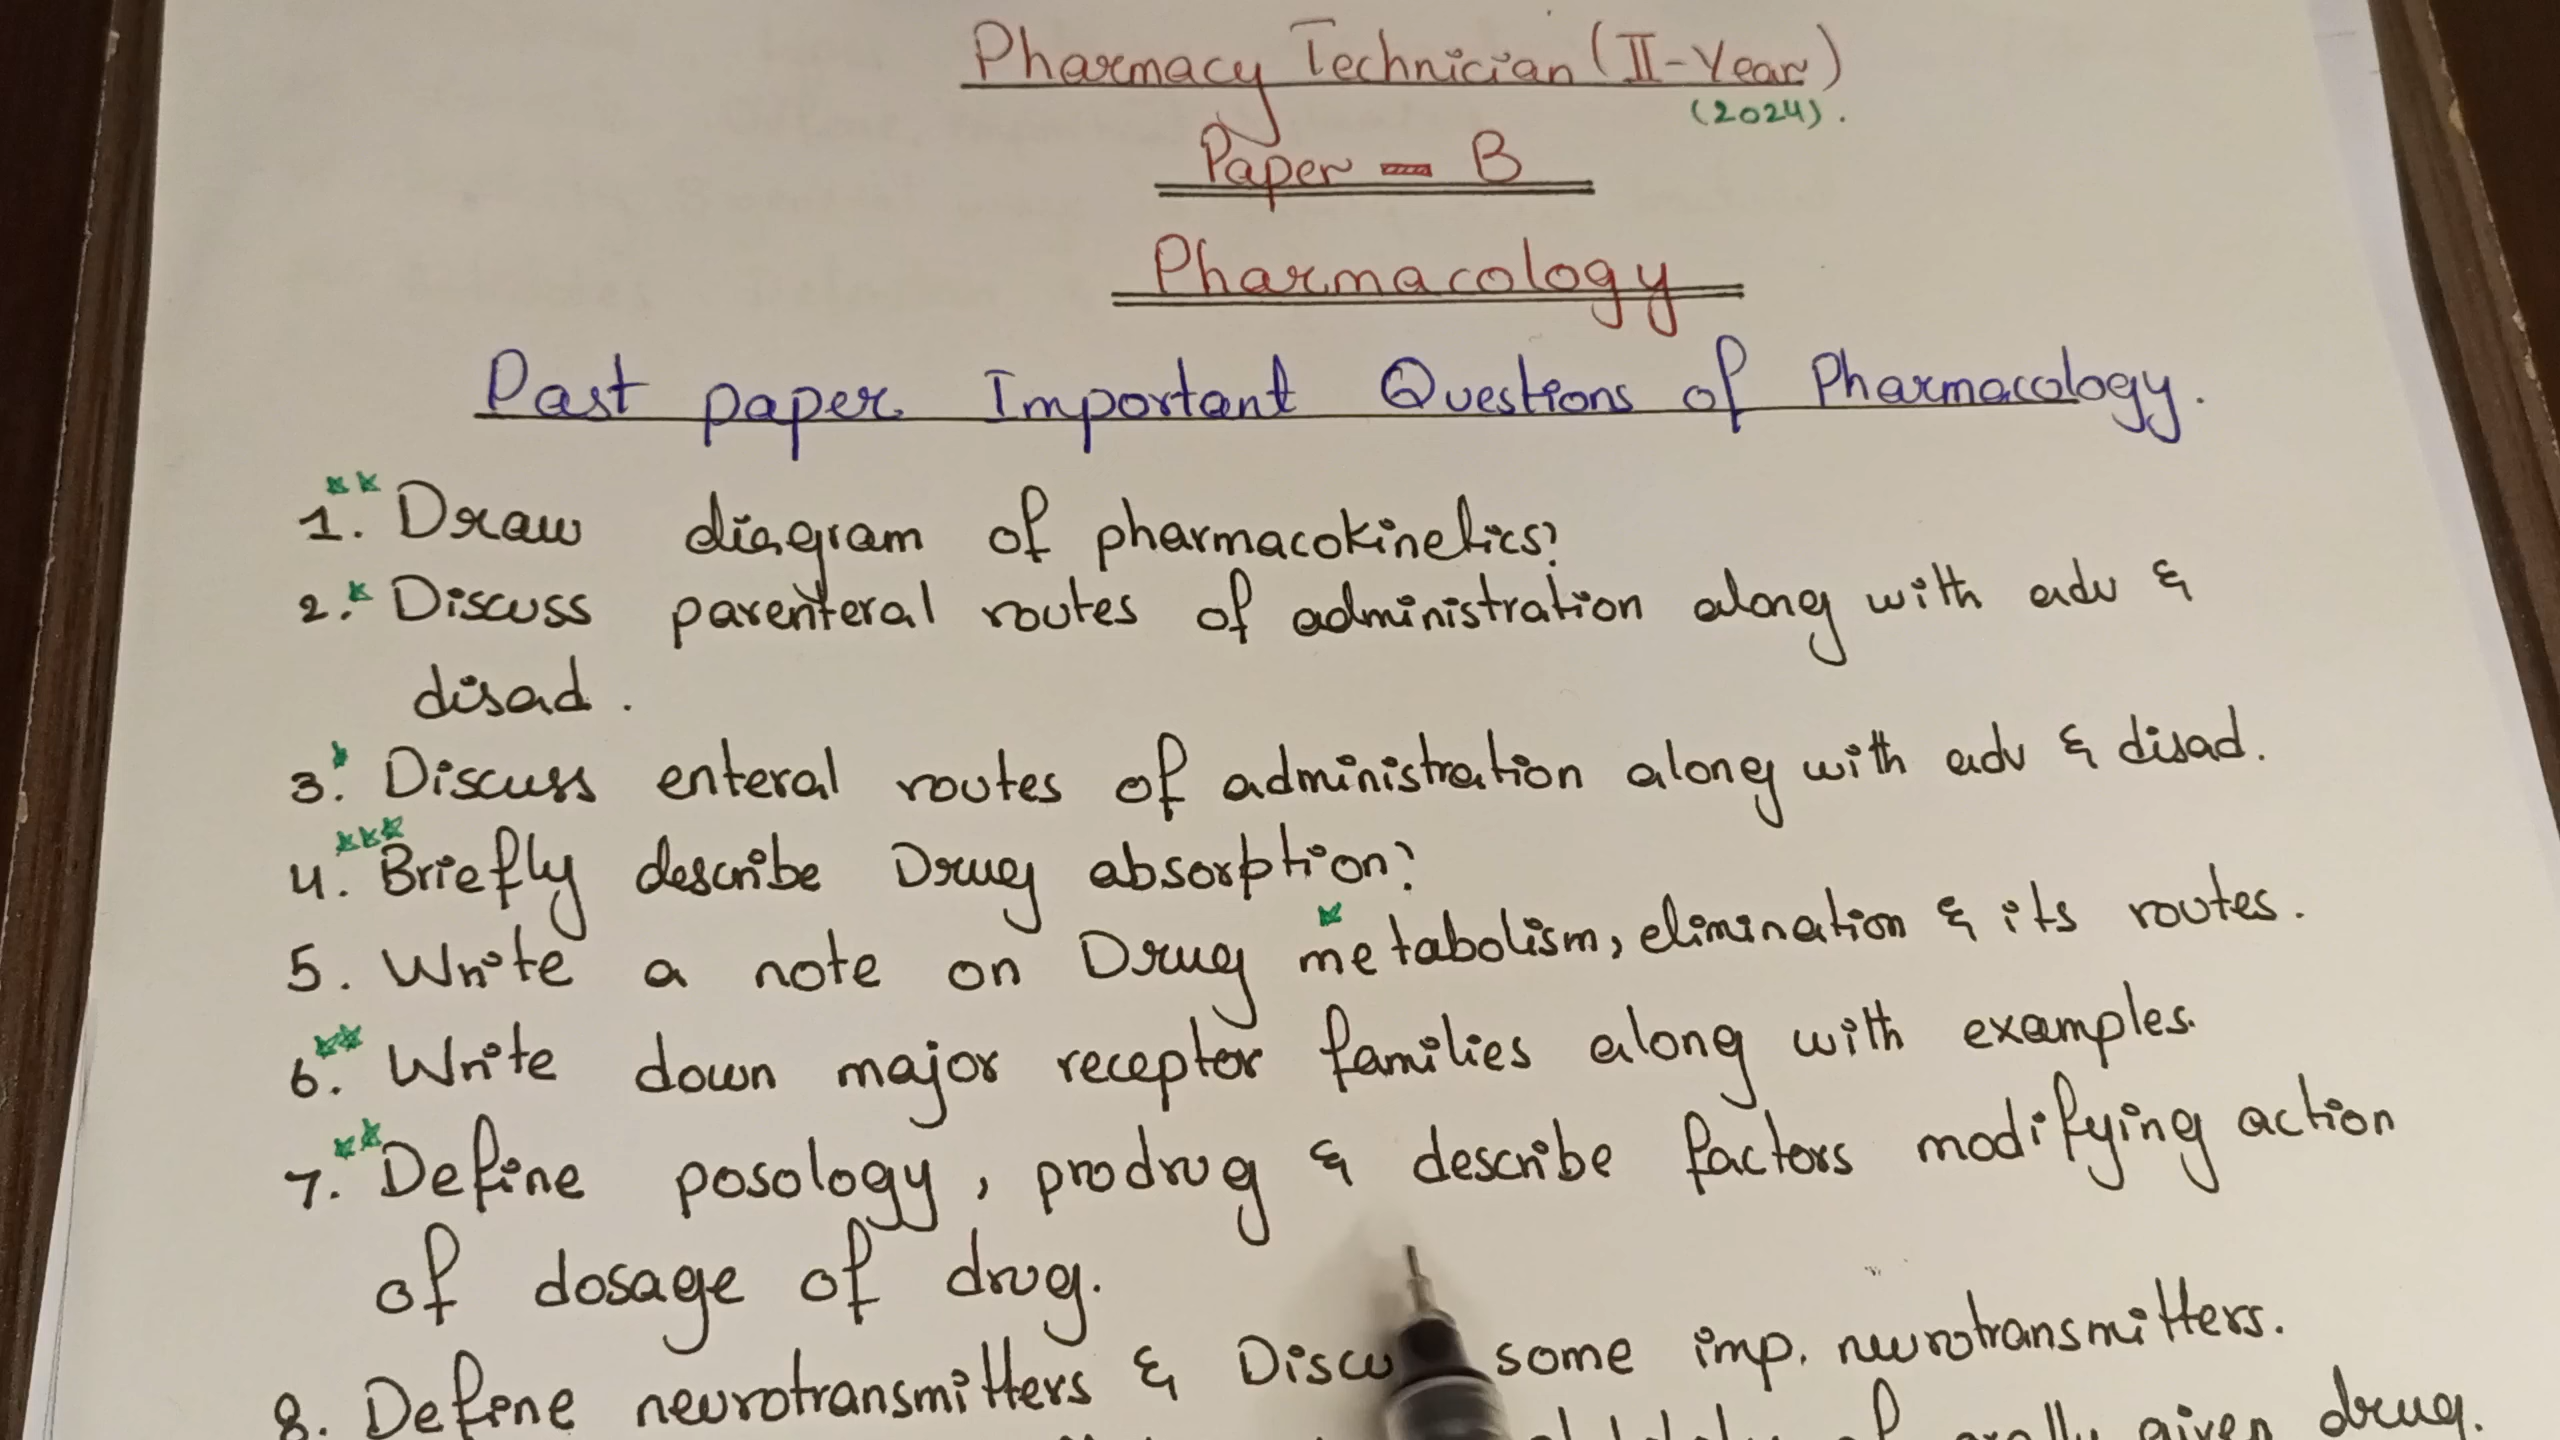 Pharmacy Technician (II-Year)
(2024).
Paper - B
Pharmacology
Past paper Important Questions of Pharmacology.
1. Draw diagram of pharmacokinetics?
2. Discuss parenteral routes of administration along with adv &
disad.
3. Discuss enteral routes of administration along with adv & disad.
4. Briefly describe Drug absorption?
5. Write a note on Drug metabolism, elimination & its routes.
6. Write down major receptor families along with examples.
7. Define posology, prodrug & describe factors modifying action
of dosage of drug.
8. Define neurotransmitters & Discu some imp. neurotransmitters.
of orally given drug.